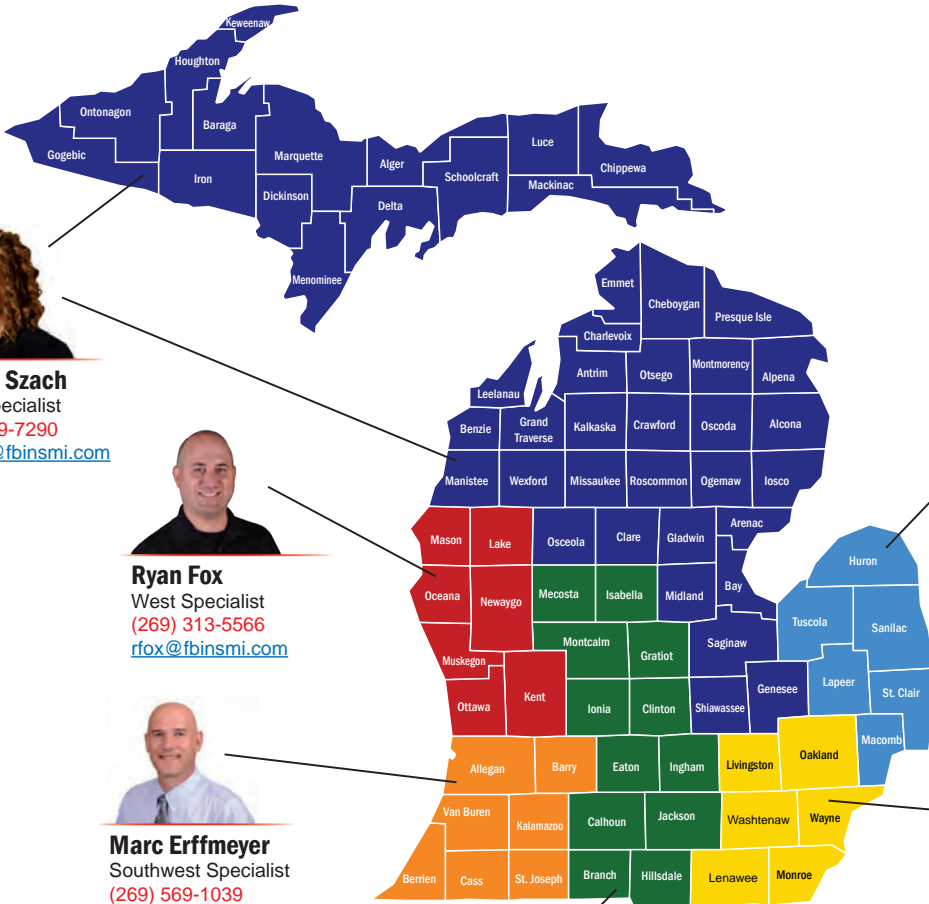 Keweenaw
Houghton
Ontonagon
Baraga
Gogebic
Iron
Marquette
Dickinson
Menominee
Alger
Delta
Schoolcraft
Luce
Mackinac
Chippewa
Szach
9-7290
@fbinsmi.com
Emmet
Cheboygan
Presque Isle
Charlevoix
Antrim
Otsego
Montmorency
Alpena
Leelanau
Benzie
Grand
Traverse
Kalkaska
Crawford
Oscoda
Alcona
Manistee
Wexford
Missaukee
Roscommon
Ogemaw
Iosco
Mason
Lake
Osceola
Clare
Gladwin
Arenac
Huron
Ryan Fox
West Specialist
(269) 313-5566
rfox@fbinsmi.com
Oceana
Newaygo
Mecosta
Isabella
Midland
Bay
Tuscola
Sanilac
Muskegon
Montcalm
Gratiot
Saginaw
Ottawa
Kent
Ionia
Clinton
Shiawassee
Genesee
Lapeer
St. Clair
Allegan
Barry
Eaton
Ingham
Livingston
Oakland
Macomb
Van Buren
Kalamazoo
Calhoun
Jackson
Washtenaw
Wayne
Berrien
Cass
St. Joseph
Branch
Hillsdale
Lenawee
Monroe
Marc Erffmeyer
Southwest Specialist
(269) 569-1039